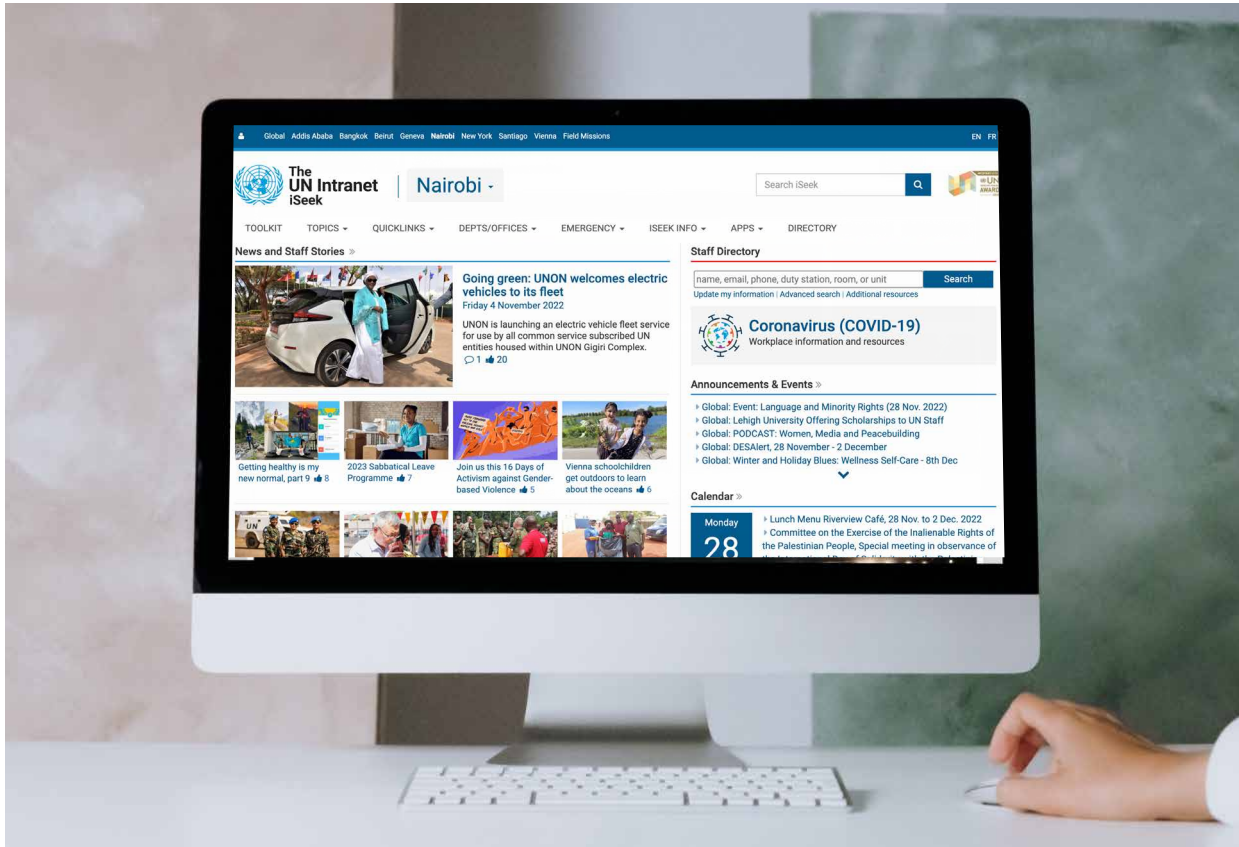 Global Addis Ababa Bangkok Beirut Geneva Nairobi New York Santiago Vienna Field Missions
EN FR
The
UN Intranet
iSeek
Nairobi
Search iSeek
UN
AWARD
TOOLKIT TOPICS QUICKLINKS DEPTS/OFFICES EMERGENCY ISEEK INFO APPS DIRECTORY
News and Staff Stories »
Going green: UNON welcomes electric
vehicles to its fleet
Friday 4 November 2022
UNON is launching an electric vehicle fleet service
for use by all common service subscribed UN
entities housed within UNON Gigiri Complex.
1 20
Getting healthy is my
new normal, part 9 8
2023 Sabbatical Leave
Programme 7
Join us this 16 Days of
Activism against Gender-
based Violence 5
Vienna schoolchildren
get outdoors to learn
about the oceans 6
UN
Staff Directory
name, email, phone, duty station, room, or unit
Search
Update my information | Advanced search | Additional resources
Coronavirus (COVID-19)
Workplace information and resources
Announcements & Events »
Global: Event: Language and Minority Rights (28 Nov. 2022)
Global: Lehigh University Offering Scholarships to UN Staff
Global: PODCAST: Women, Media and Peacebuilding
Global: DESAlert, 28 November - 2 December
Global: Winter and Holiday Blues: Wellness Self-Care - 8th Dec
Calendar »
Monday
28
Lunch Menu Riverview Café, 28 Nov. to 2 Dec. 2022
Committee on the Exercise of the Inalienable Rights of
the Palestinian People, Special meeting in observance of